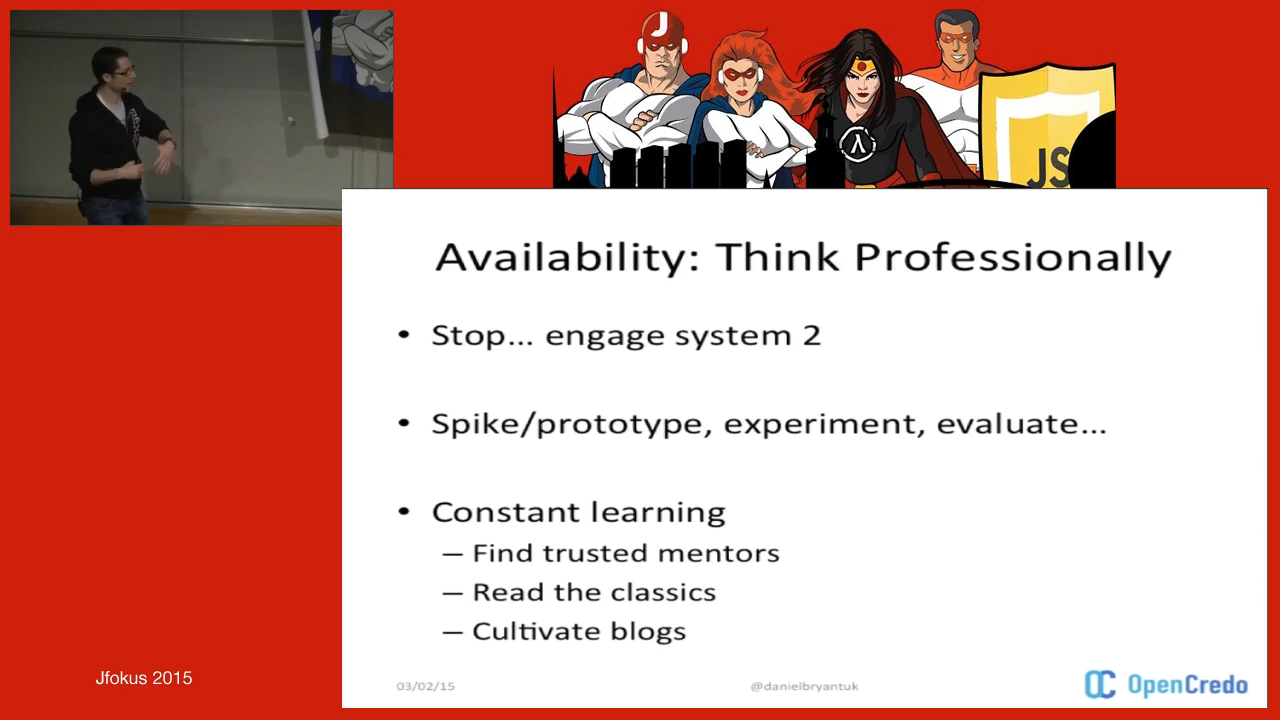 J
λ
JS
Availability: Think Professionally
• Stop... engage system 2
• Spike/prototype, experiment, evaluate...
• Constant learning
– Find trusted mentors
– Read the classics
– Cultivate blogs
Jfokus 2015
03/02/15
@danielbryantuk
OpenCredo